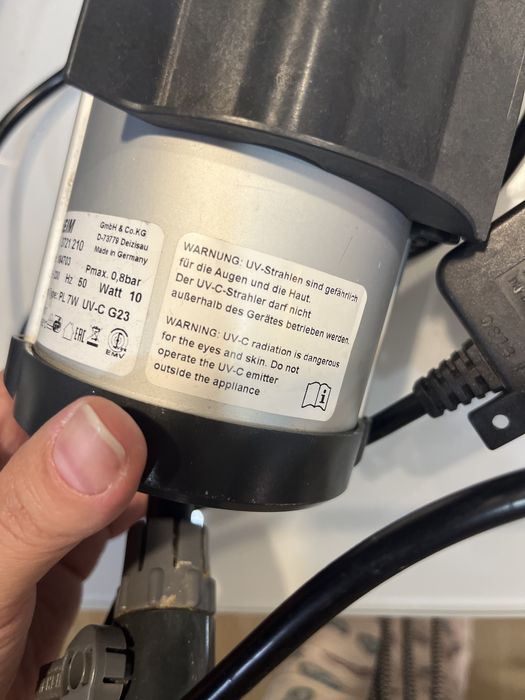 GmbH & Co.KG
D-73779 Deizisau
3721 210
Made in Germany
Pmax. 0,8bar
Hz 50 Watt 10
PL 7W UV-C G23
EAC
EMV
WARNUNG: UV-Strahlen sind gefährlich
für die Augen und die Haut.
Der UV-C-Strahler darf nicht
außerhalb des Gerätes betrieben werden.
WARNING: UV-C radiation is dangerous
for the eyes and skin. Do not
operate the UV-C emitter
outside the appliance
i